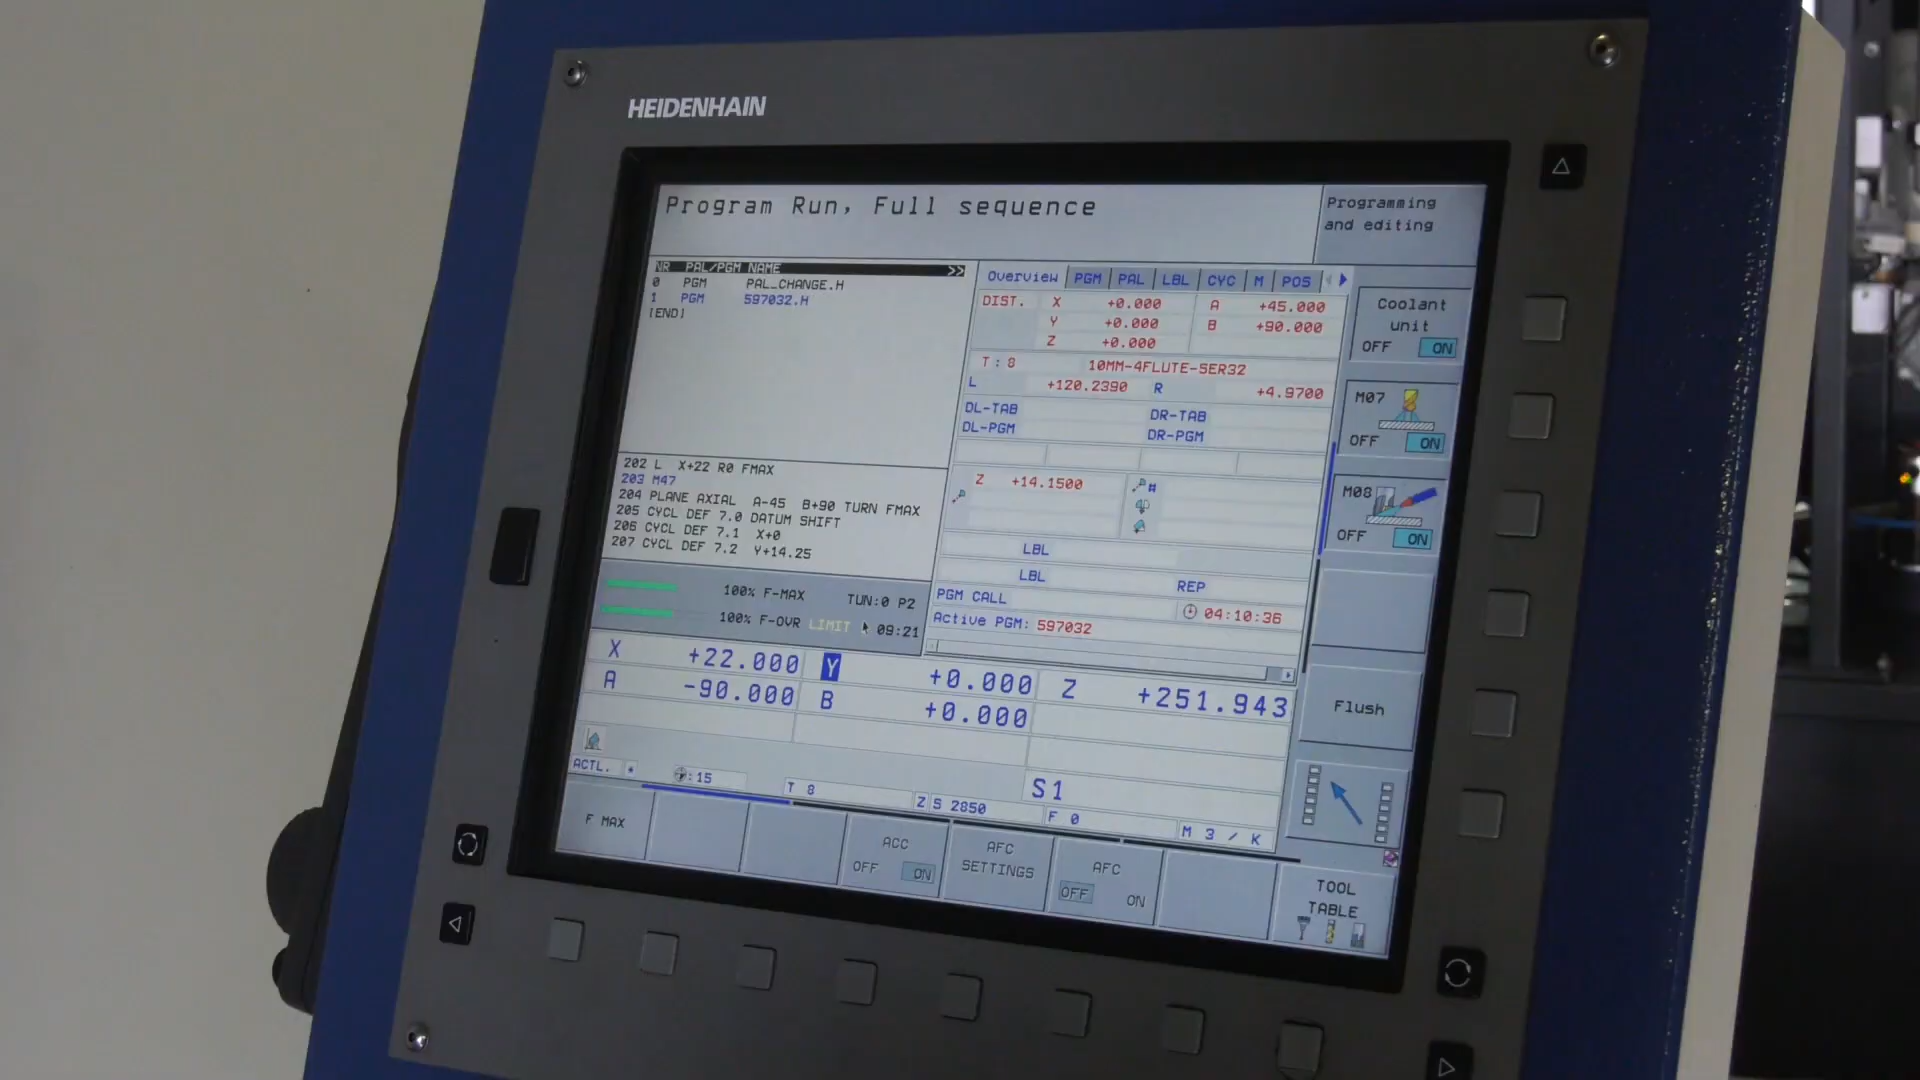 HEIDENHAIN
Program Run, Full sequence
Programming
and editing
NR PAL/PGM NAME >>
0 PGM PAL_CHANGE.H
1 PGM 597032.H
[END]
202 L X+22 R0 FMAX
203 M47
204 PLANE AXIAL A-45 B+90 TURN FMAX
205 CYCL DEF 7.0 DATUM SHIFT
206 CYCL DEF 7.1 X+0
207 CYCL DEF 7.2 Y+14.25
100% F-MAX TUN:0 P2
100% F-OVR LIMIT 09:21
Overview PGM PAL LBL CYC M POS
DIST. X +0.000 A +45.000
Y +0.000 B +90.000
Z +0.000
T : 8 10MM-4FLUTE-SER32
L +120.2390 R +4.9700
DL-TAB DR-TAB
DL-PGM DR-PGM
Z +14.1500 #
LBL
LBL REP
PGM CALL 04:10:36
Active PGM: 597032
X +22.000 Y +0.000 Z +251.943
A -90.000 B +0.000
S1
ACTL. :15 T 8 Z S 2850 F 0 M 3 / K
Coolant
unit
OFF ON
M07
OFF ON
M08
OFF ON
Flush
F MAX
ACC
OFF ON
AFC
SETTINGS
AFC
OFF ON
TOOL
TABLE